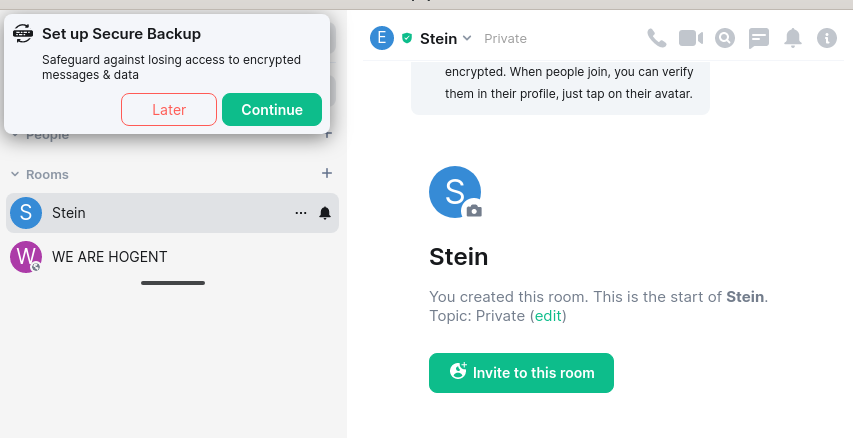 Set up Secure Backup
Safeguard against losing access to encrypted
messages & data
Later
Continue
People
Rooms
S
Stein
W
WE ARE HOGENT
E
Stein
Private
encrypted. When people join, you can verify
them in their profile, just tap on their avatar.
S
Stein
You created this room. This is the start of Stein.
Topic: Private (edit)
Invite to this room